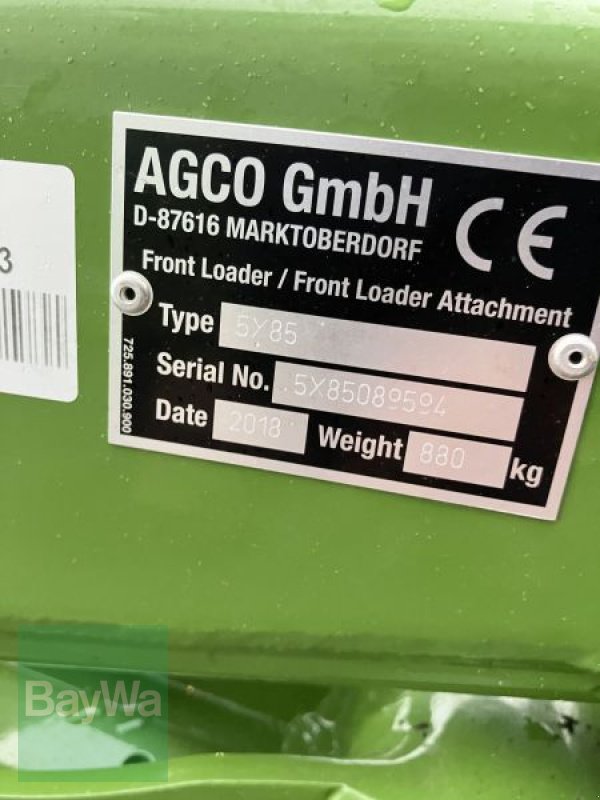 AGCO GmbH
D-87616 MARKTOBERDORF
CE
Front Loader / Front Loader Attachment
Type 5X85
Serial No. 5X85089594
Date 2018 Weight 880 kg
725.891.030.900
3
BayWa